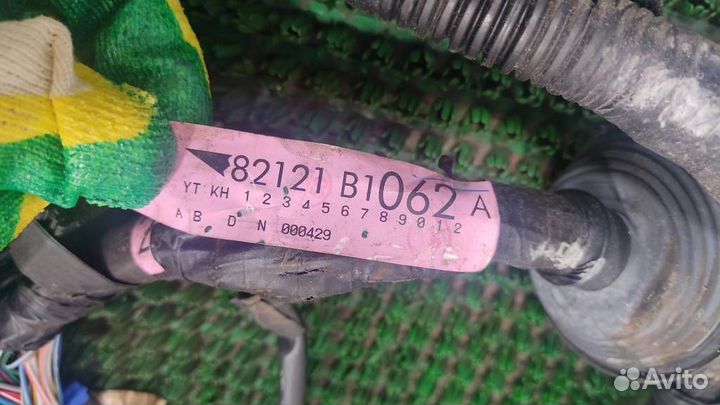 82121 B1062 A
YT KH 1 2 3 4 5 6 7 8 9 0 1 2
A B D N 000429
Avito